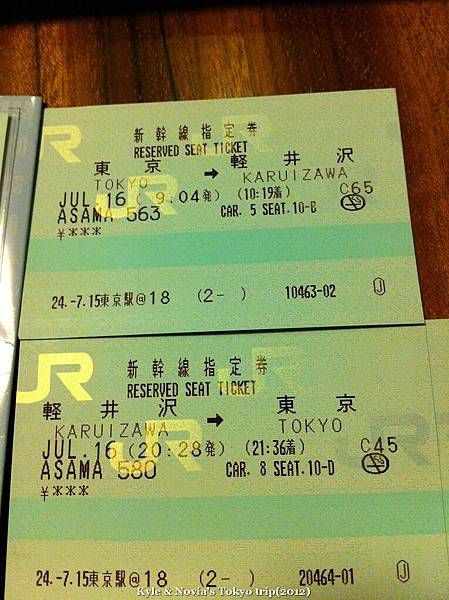 JR
新幹線指定券
RESERVED SEAT TICKET
東 京 → 軽 井 沢
TOKYO KARUIZAWA
JUL.16 ( 9:04発) (10:19着) C65
ASAMA 563 CAR. 5 SEAT.10-B
¥***
24.-7.15東京駅@18 (2- ) 10463-02 Ⓙ
JR
新幹線指定券
RESERVED SEAT TICKET
軽 井 沢 → 東 京
KARUIZAWA TOKYO
JUL.16 (20:28発) (21:36着) C45
ASAMA 580 CAR. 8 SEAT.10-D
¥***
24.-7.15東京駅@18 (2- ) 20464-01 Ⓙ
Kyle & Novia's Tokyo trip(2012)